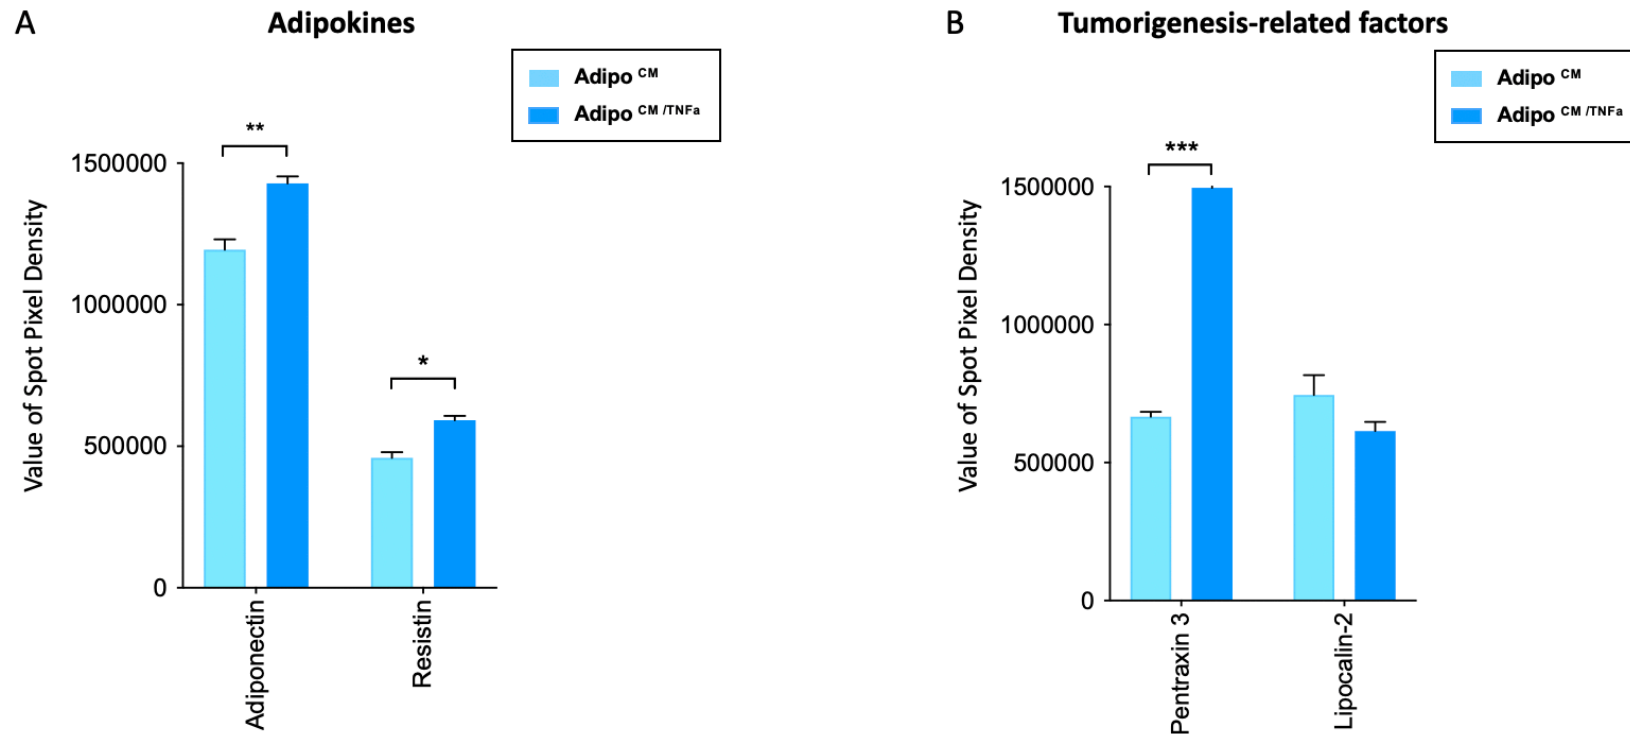 A
Adipokines
Adipo CM
Adipo CM /TNFa
**
*
1500000
1000000
500000
0
Value of Spot Pixel Density
Adiponectin
Resistin
B
Tumorigenesis-related factors
Adipo CM
Adipo CM /TNFa
***
1500000
1000000
500000
0
Value of Spot Pixel Density
Pentraxin 3
Lipocalin-2